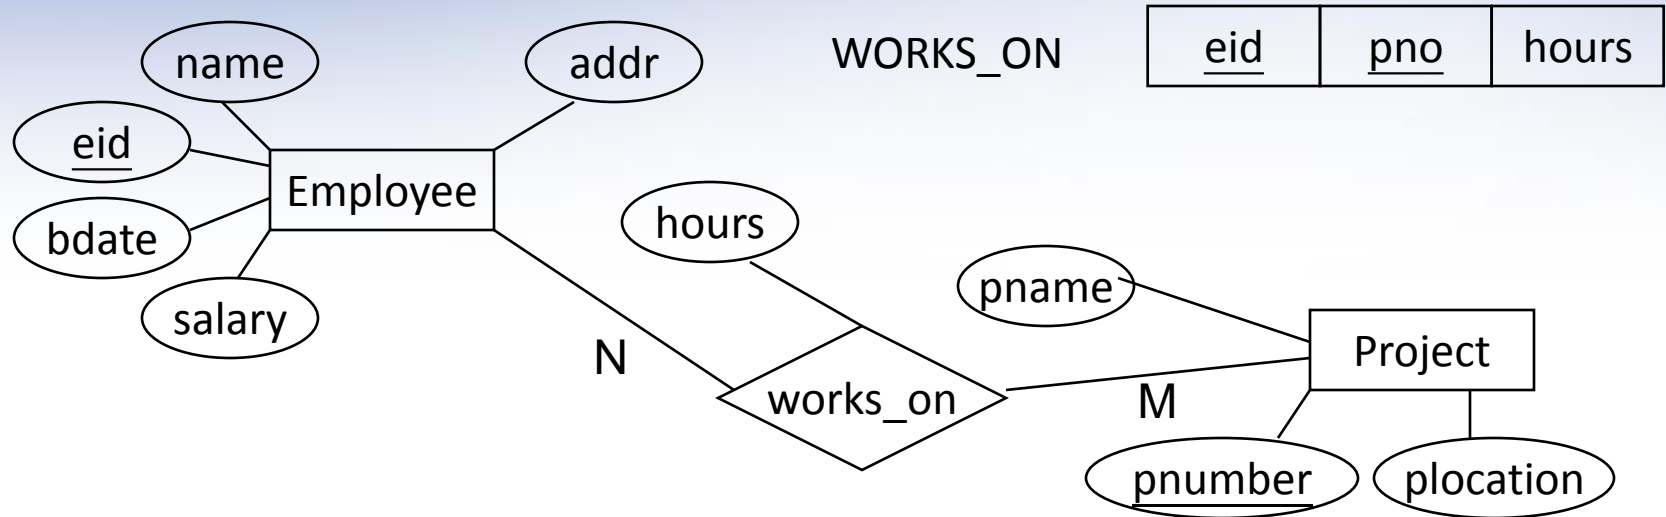 WORKS_ON eid pno hours
name addr
eid
Employee
bdate
hours
salary
pname
N
Project
works_on
M
pnumber plocation